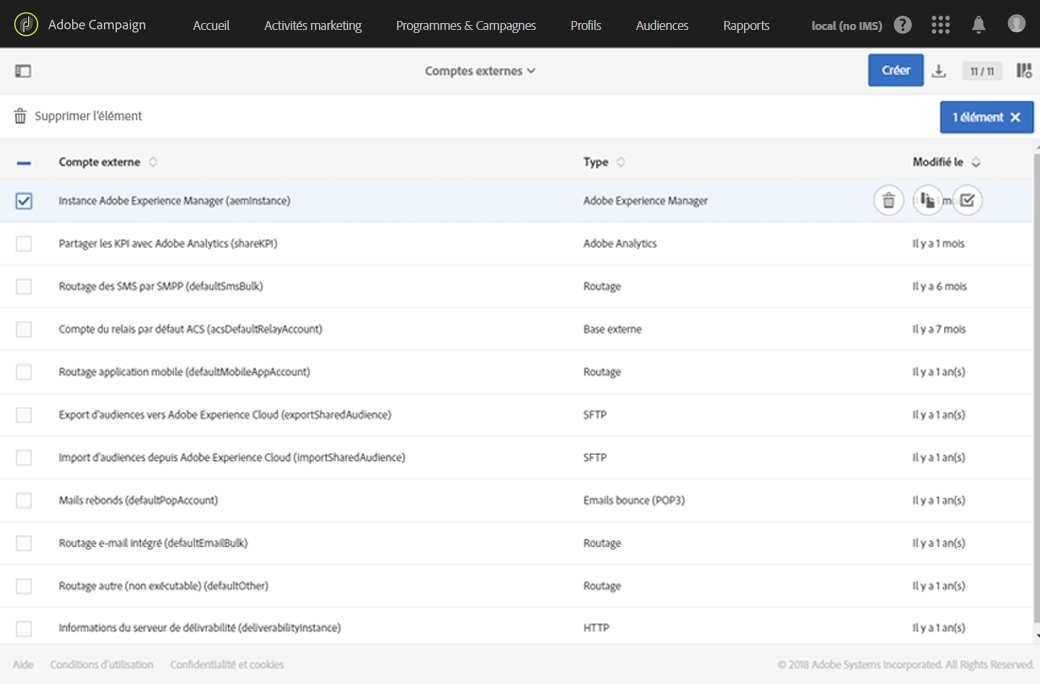 Adobe Campaign Accueil Activités marketing Programmes & Campagnes Profils Audiences Rapports local (no IMS) ?
Comptes externes Créer 11 / 11
Supprimer l'élément 1 élément
Compte externe Type Modifié le
Instance Adobe Experience Manager (aemInstance) Adobe Experience Manager
Partager les KPI avec Adobe Analytics (shareKPI) Adobe Analytics Il y a 1 mois
Routage des SMS par SMPP (defaultSmsBulk) Routage Il y a 6 mois
Compte du relais par défaut ACS (acsDefaultRelayAccount) Base externe Il y a 7 mois
Routage application mobile (defaultMobileAppAccount) Routage Il y a 1 an(s)
Export d'audiences vers Adobe Experience Cloud (exportSharedAudience) SFTP Il y a 1 an(s)
Import d'audiences depuis Adobe Experience Cloud (importSharedAudience) SFTP Il y a 1 an(s)
Mails rebonds (defaultPopAccount) Emails bounce (POP3) Il y a 1 an(s)
Routage e-mail intégré (defaultEmailBulk) Routage Il y a 1 an(s)
Routage autre (non exécutable) (defaultOther) Routage Il y a 1 an(s)
Informations du serveur de délivrabilité (deliverabilityInstance) HTTP Il y a 1 an(s)
Aide Conditions d'utilisation Confidentialité et cookies © 2018 Adobe Systems Incorporated. All Rights Reserved.